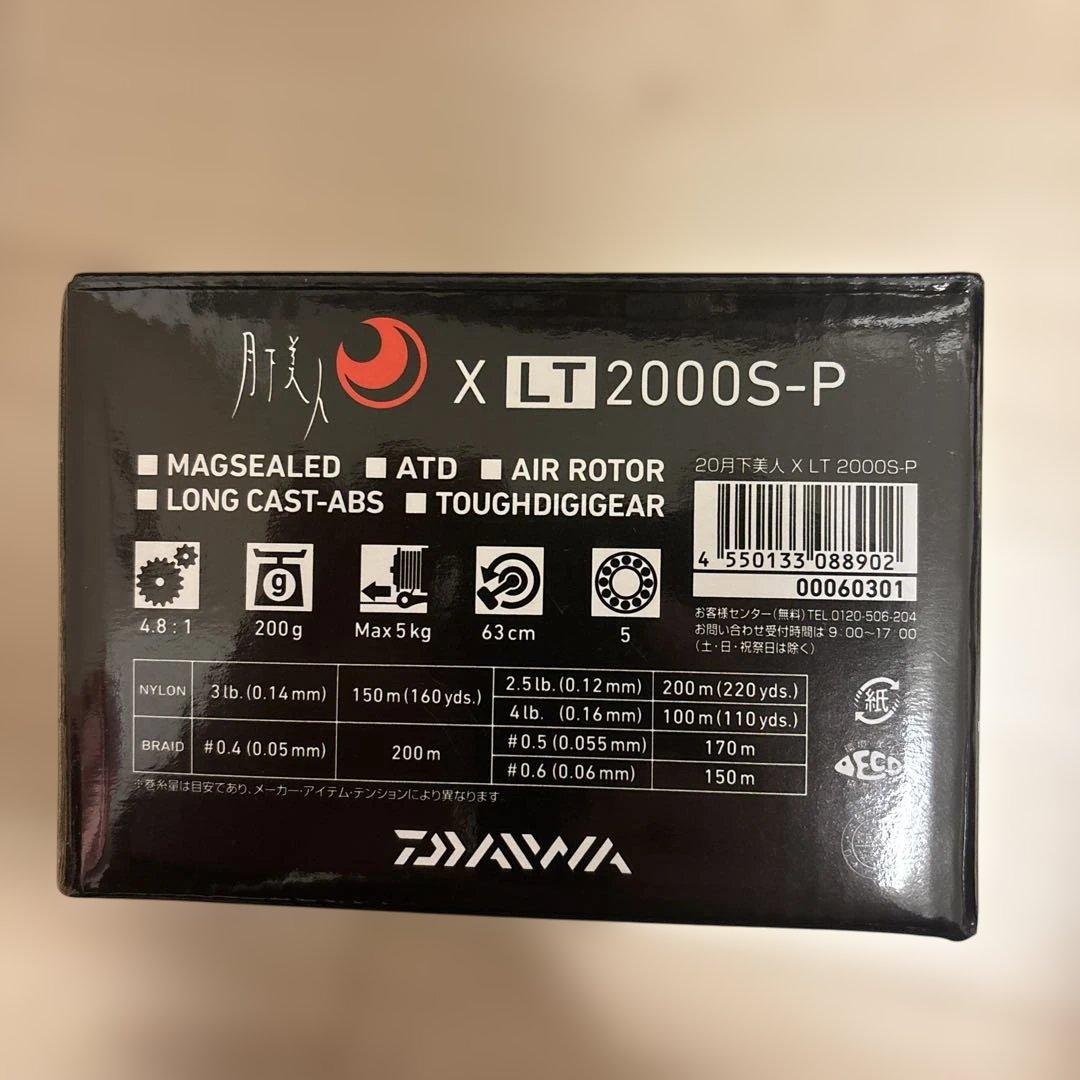 月下美人 X LT 2000S-P
■ MAGSEALED ■ ATD ■ AIR ROTOR
■ LONG CAST-ABS ■ TOUGHDIGIGEAR
20月下美人 X LT 2000S-P
4 550133 088902
00060301
お客様センター(無料) TEL 0120-506-204
お問い合わせ受付時間は 9:00~17:00
(土・日・祝祭日は除く)
g
4.8:1 200g Max5kg 63cm 5
NYLON 3lb.(0.14mm) 150m(160yds.) 2.5lb.(0.12mm) 200m(220yds.)
4lb. (0.16mm) 100m(110yds.)
BRAID #0.4(0.05mm) 200m #0.5(0.055mm) 170m
#0.6(0.06mm) 150m
※巻糸量は目安であり、メーカー・アイテム・テンションにより異なります
紙
ECO
DAIWA